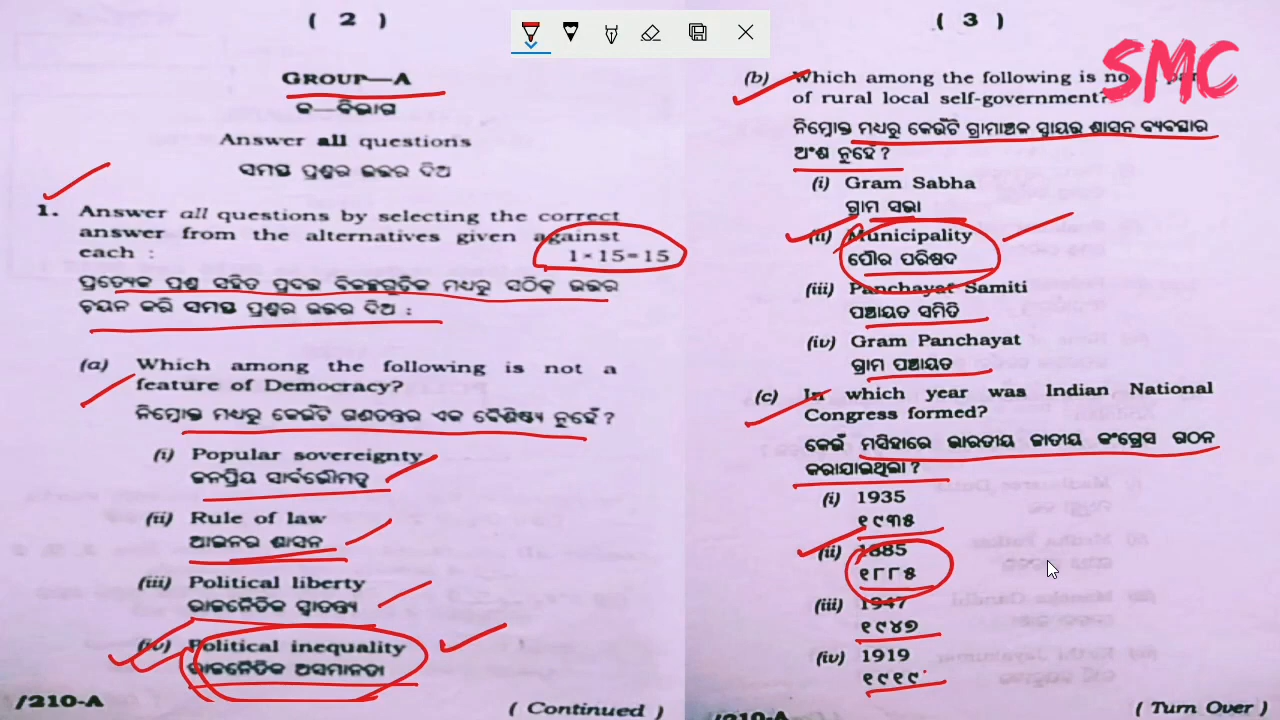 ( 2 )
GROUP—A
କ—ବିଭାଗ
Answer all questions
ସମସ୍ତ ପ୍ରଶ୍ନର ଉତ୍ତର ଦିଅ
1. Answer all questions by selecting the correct
answer from the alternatives given against
each : 1×15=15
ପ୍ରତ୍ୟେକ ପ୍ରଶ୍ନ ସହିତ ପ୍ରଦତ୍ତ ବିକଳ୍ପଗୁଡ଼ିକ ମଧ୍ୟରୁ ସଠିକ୍ ଉତ୍ତର
ଚୟନ କରି ସମସ୍ତ ପ୍ରଶ୍ନର ଉତ୍ତର ଦିଅ :
(a) Which among the following is not a
feature of Democracy?
ନିମ୍ନୋକ୍ତ ମଧ୍ୟରୁ କେଉଁଟି ଗଣତନ୍ତ୍ରର ଏକ ବୈଶିଷ୍ଟ୍ୟ ନୁହେଁ ?
(i) Popular sovereignty
ଜନପ୍ରିୟ ସାର୍ବଭୌମତ୍ୱ
(ii) Rule of law
ଆଇନର ଶାସନ
(iii) Political liberty
ରାଜନୈତିକ ସ୍ୱାତନ୍ତ୍ର୍ୟ
(iv) Political inequality
ରାଜନୈତିକ ଅସମାନତା
/210-A
( Continued )
( 3 )
SMC
(b) Which among the following is not a part
of rural local self-government?
ନିମ୍ନୋକ୍ତ ମଧ୍ୟରୁ କେଉଁଟି ଗ୍ରାମାଞ୍ଚଳ ସ୍ୱାୟତ୍ତ ଶାସନ ବ୍ୟବସ୍ଥାର
ଅଂଶ ନୁହେଁ ?
(i) Gram Sabha
ଗ୍ରାମ ସଭା
(ii) Municipality
ପୌର ପରିଷଦ
(iii) Panchayat Samiti
ପଞ୍ଚାୟତ ସମିତି
(iv) Gram Panchayat
ଗ୍ରାମ ପଞ୍ଚାୟତ
(c) In which year was Indian National
Congress formed?
କେଉଁ ମସିହାରେ ଭାରତୀୟ ଜାତୀୟ କଂଗ୍ରେସ ଗଠନ
କରାଯାଇଥିଲା ?
(i) 1935
୧୯୩୫
(ii) 1885
୧୮୮୫
(iii) 1947
୧୯୪୭
(iv) 1919
୧୯୧୯
/210-A
( Turn Over )